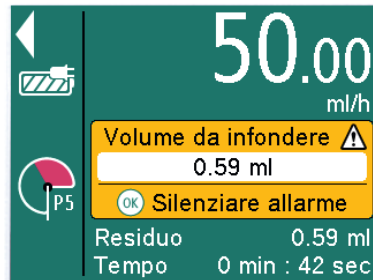 50.00
ml/h
Volume da infondere
0.59 ml
OK Silenziare allarme
P5
Residuo 0.59 ml
Tempo 0 min : 42 sec